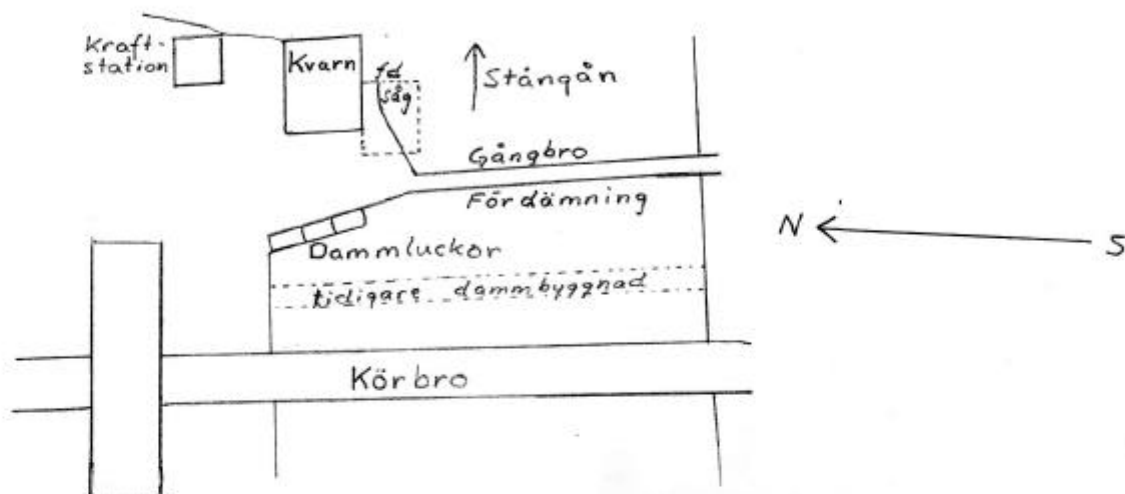 Kraft-
station
Kvarn
fd
såg
Stångån
Gångbro
Fördämning
Dammluckor
tidigare dammbyggnad
Körbro
N
S